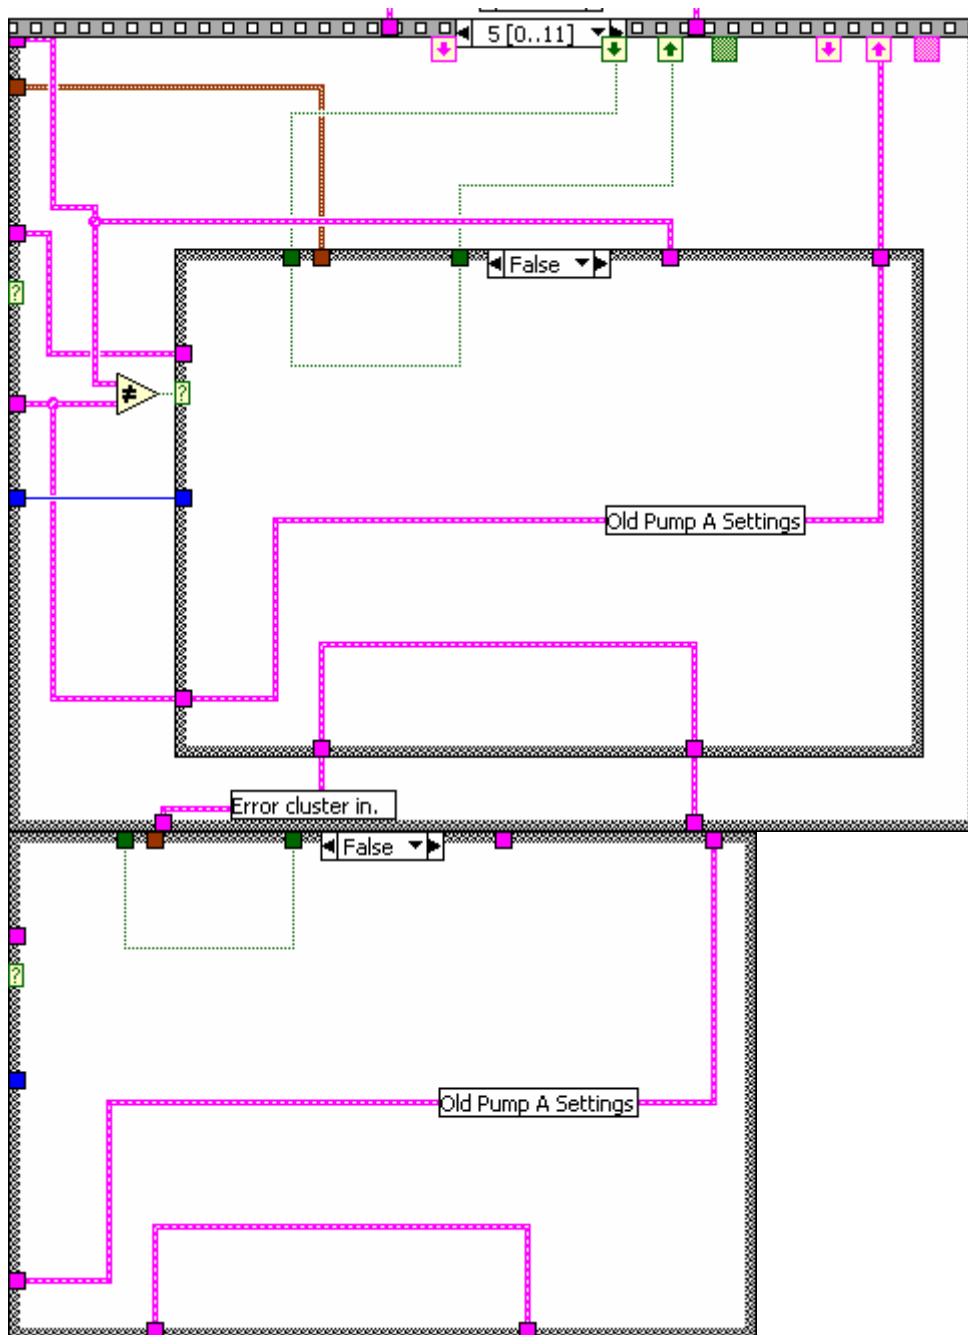 5 [0..11]
False
?
?
≠
Old Pump A Settings
Error cluster in.
False
?
Old Pump A Settings